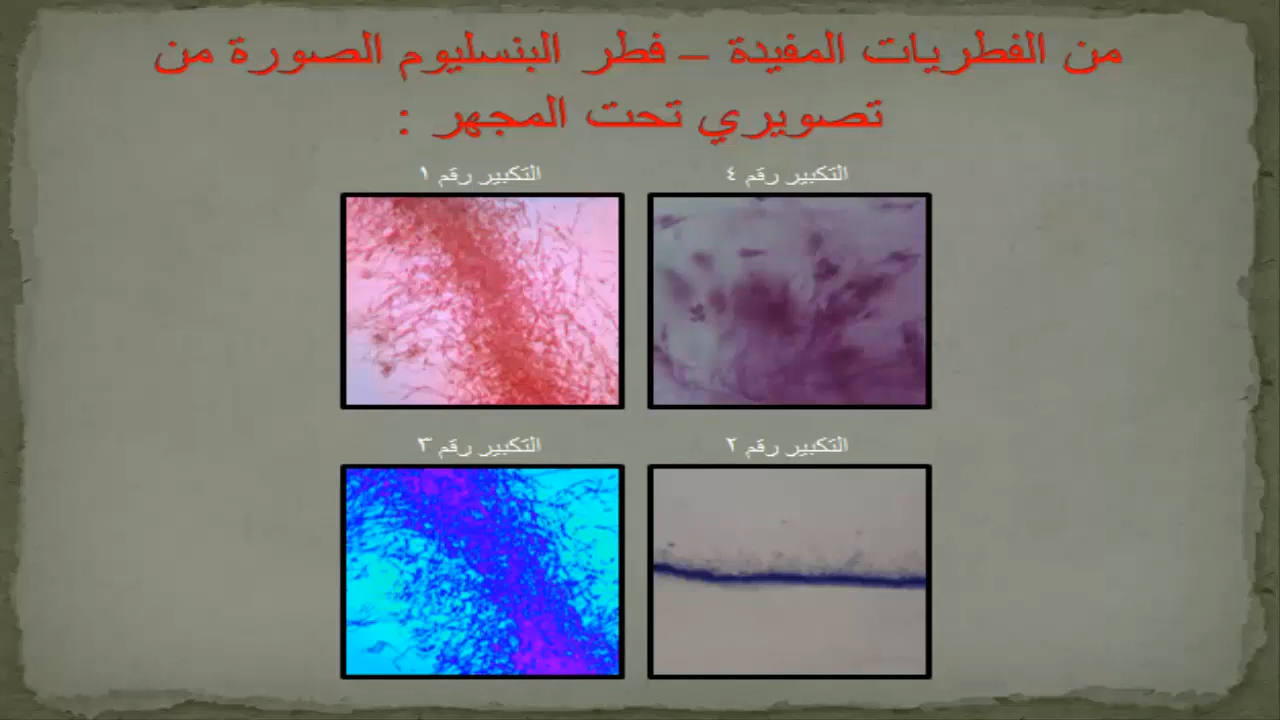 من الفطريات المفيدة – فطر البنسليوم الصورة من
تصويري تحت المجهر :
التكبير رقم ٤
التكبير رقم ١
التكبير رقم ٢
التكبير رقم ٣